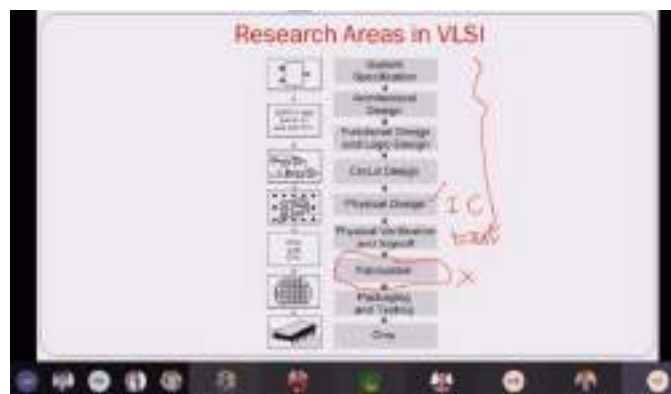 Research Areas in VLSI
System
Specification
Architectural
Design
Functional Design
and Logic Design
Circuit Design
Physical Design
I C
Physical Verification
and Signoff
Fabrication
X
Packaging
and Testing
Chip